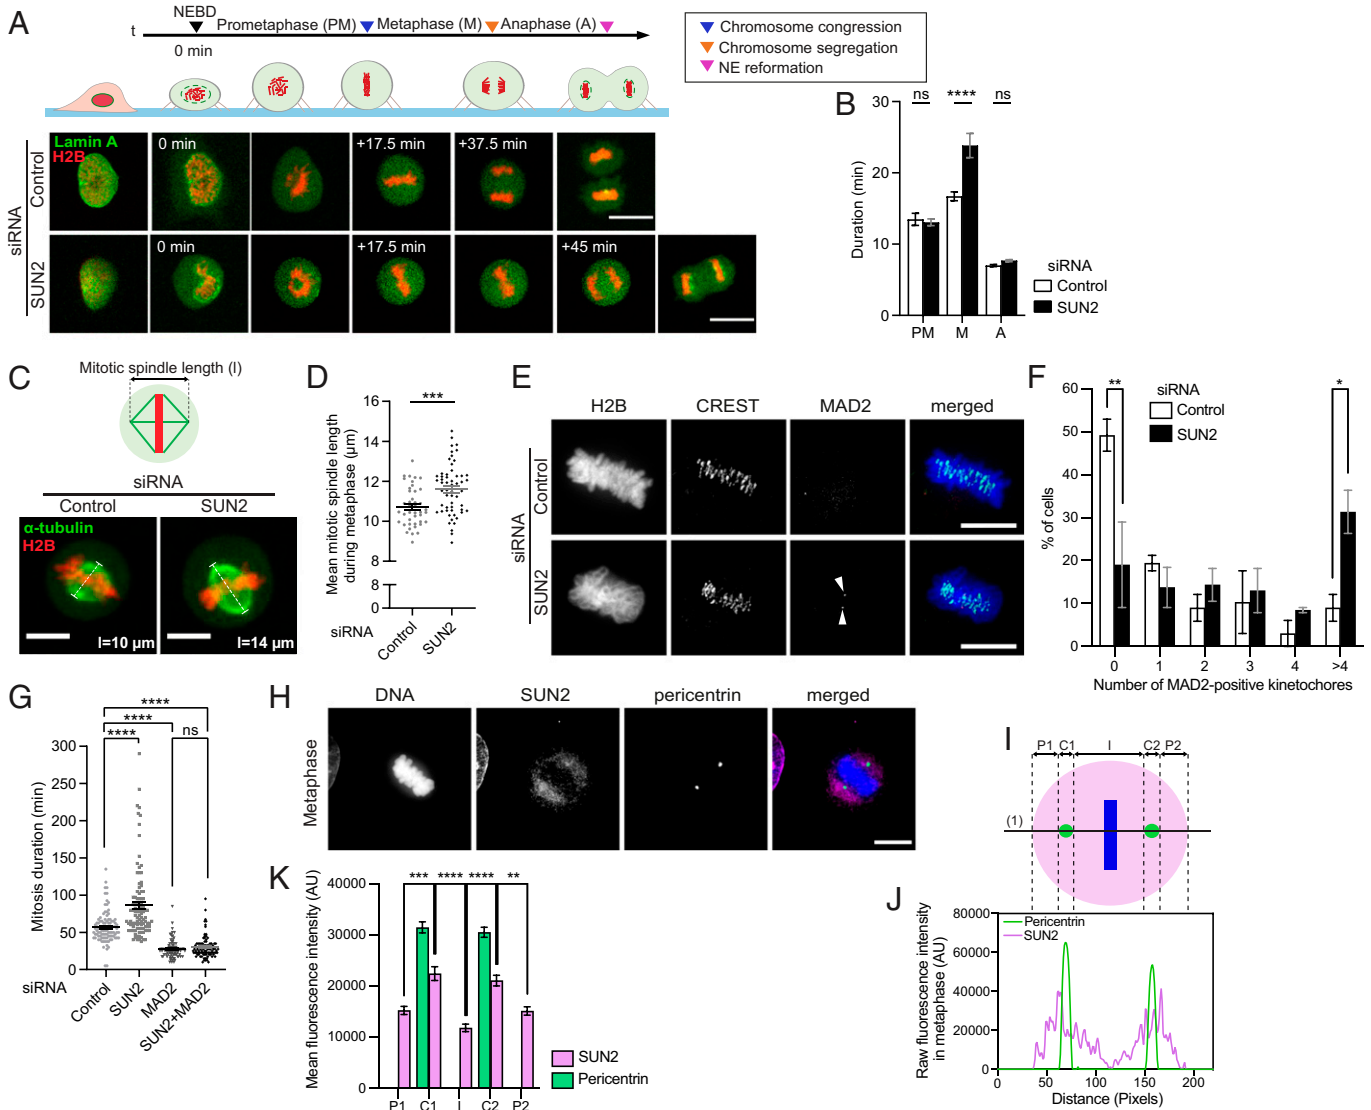 A
NEBD
t
Prometaphase (PM)
Metaphase (M)
Anaphase (A)
0 min
Chromosome congression
Chromosome segregation
NE reformation
siRNA
Control
Lamin A
H2B
0 min
+17.5 min
+37.5 min
SUN2
0 min
+17.5 min
+45 min
B
ns
****
ns
Duration (min)
30
20
10
0
PM
M
A
siRNA
Control
SUN2
C
Mitotic spindle length (l)
siRNA
Control
SUN2
α-tubulin
H2B
l=10 µm
l=14 µm
D
***
Mean mitotic spindle length
during metaphase (µm)
16
14
12
10
8
8
0
siRNA
Control
SUN2
E
H2B
CREST
MAD2
merged
siRNA
Control
SUN2
F
**
siRNA
Control
SUN2
*
% of cells
60
50
40
30
20
10
0
0
1
2
3
4
>4
Number of MAD2-positive kinetochores
G
****
****
****
ns
Mitosis duration (min)
300
250
200
150
100
50
0
siRNA
Control
SUN2
MAD2
SUN2+MAD2
H
DNA
SUN2
pericentrin
merged
Metaphase
I
P1
C1
I
C2
P2
(1)
J
Raw fluorescence intensity
in metaphase (AU)
80000
60000
40000
20000
0
Pericentrin
SUN2
50
100
150
200
Distance (Pixels)
K
***
****
****
**
Mean fluorescence intensity (AU)
40000
30000
20000
10000
0
P1
C1
I
C2
P2
SUN2
Pericentrin